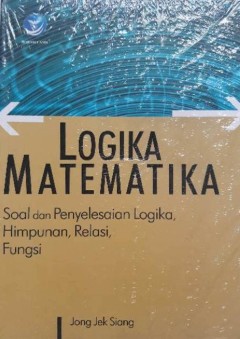 LOGIKA
MATEMATIKA
Soal dan Penyelesaian Logika,
Himpunan, Relasi,
Fungsi
Jong Jek Siang